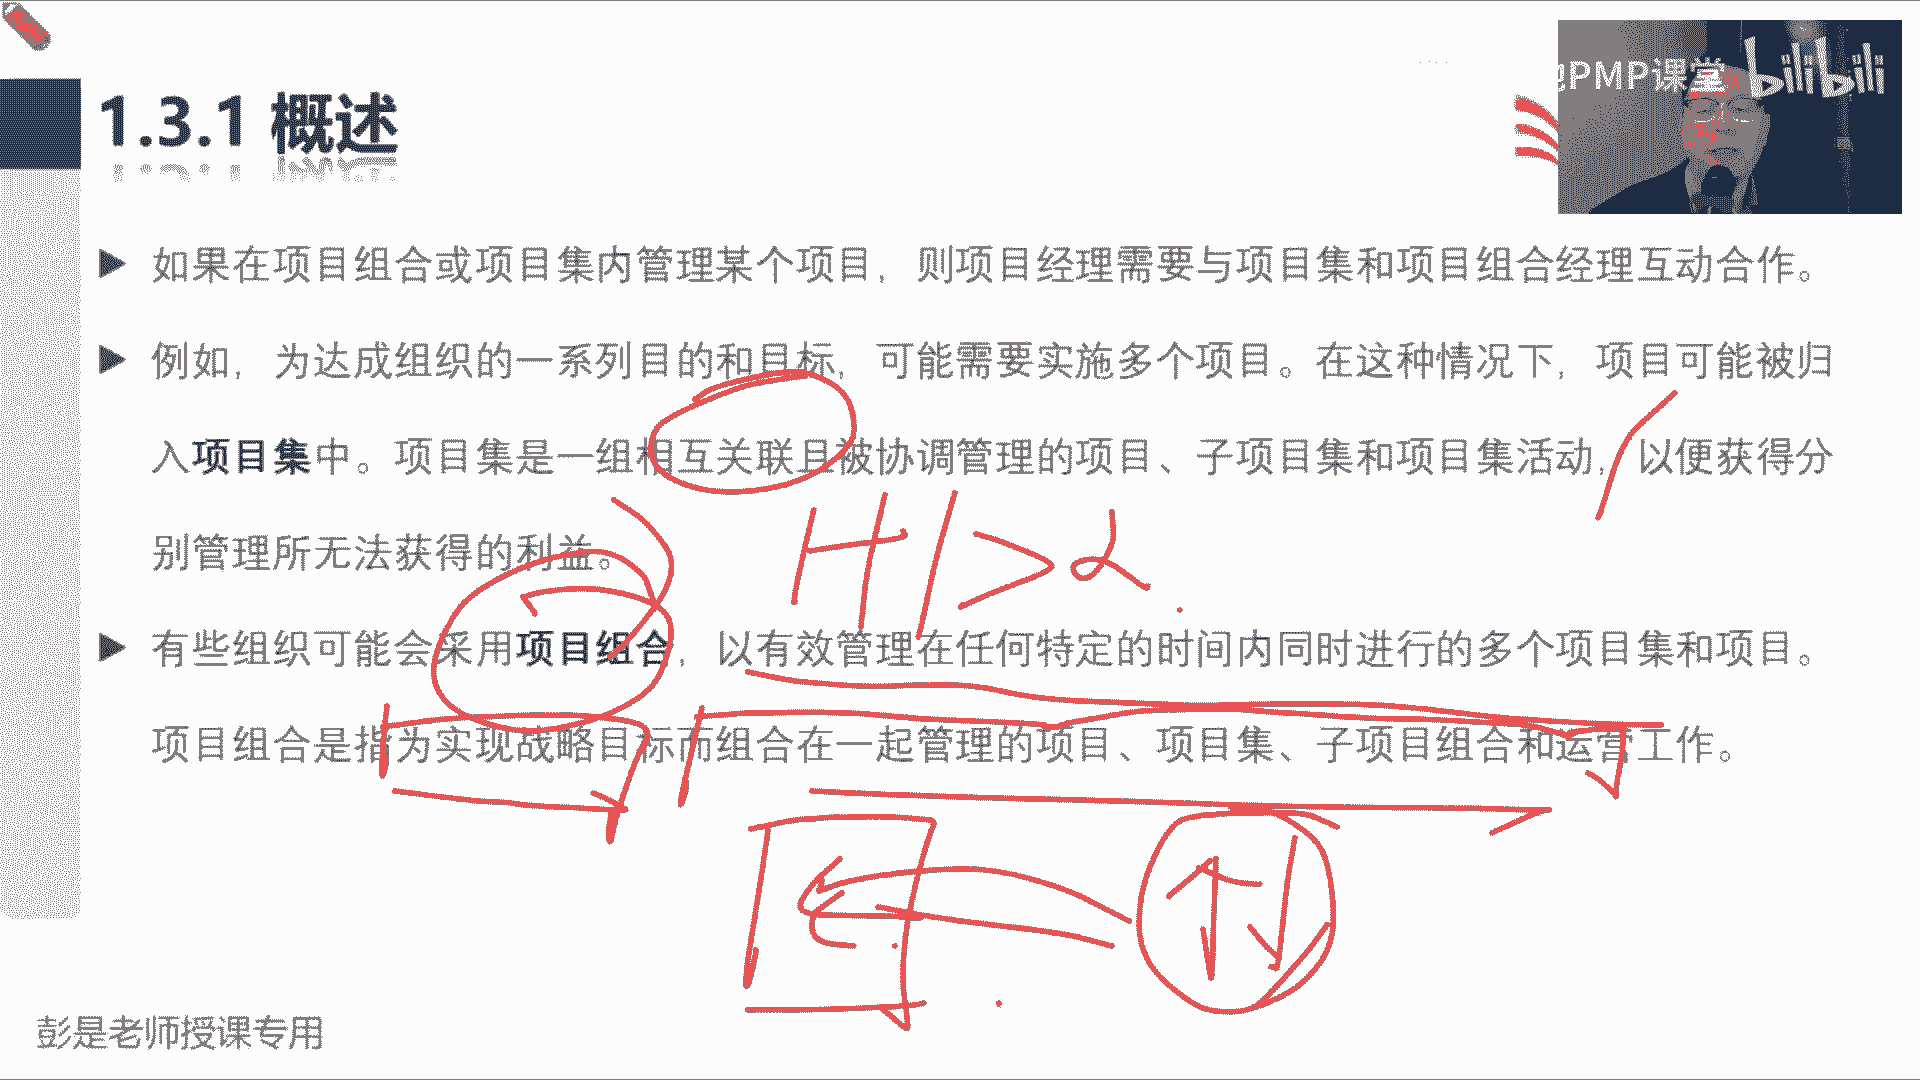 PMP课堂 bilibili
1.3.1 概述
如果在项目组合或项目集内管理某个项目，则项目经理需要与项目集和项目组合经理互动合作。
例如，为达成组织的一系列目的和目标，可能需要实施多个项目。在这种情况下，项目可能被归
入项目集中。项目集是一组相互关联且被协调管理的项目、子项目集和项目集活动，以便获得分
别管理所无法获得的利益。
1+1>2
有些组织可能会采用项目组合，以有效管理在任何特定的时间内同时进行的多个项目集和项目。
项目组合是指为实现战略目标而组合在一起管理的项目、项目集、子项目组合和运营工作。
彭是老师授课专用